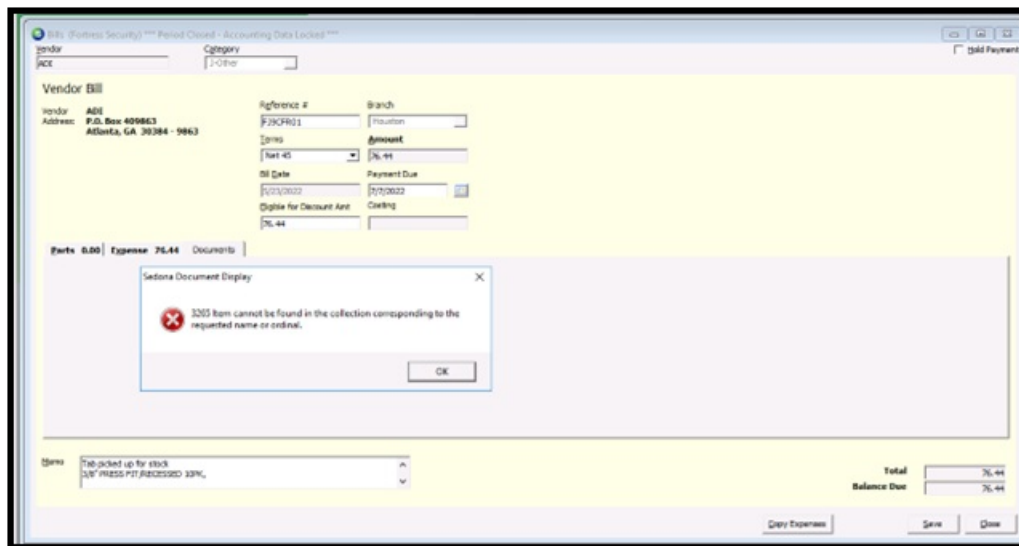 Bills (Fortress Security) *** Period Closed - Accounting Data Locked ***
Vendor
Category
Hold Payment
ADI
2-Other
Vendor Bill
Vendor
Address:
ADI
P.O. Box 409863
Atlanta, GA 30384 - 9863
Reference #
Branch
FJ9CFR01
Houston
Terms
Amount
Net 45
76.44
Bill Date
Payment Due
5/23/2022
7/7/2022
Eligible for Discount Amt
Costing
76.44
Parts 0.00 Expense 76.44 Documents
Sedona Document Display
3265 Item cannot be found in the collection corresponding to the
requested name or ordinal.
OK
Memo
Tab picked up for stock
3/8" PRESS FIT/RECESSED 10PK,
Total
76.44
Balance Due
76.44
Copy Expenses
Save
Close